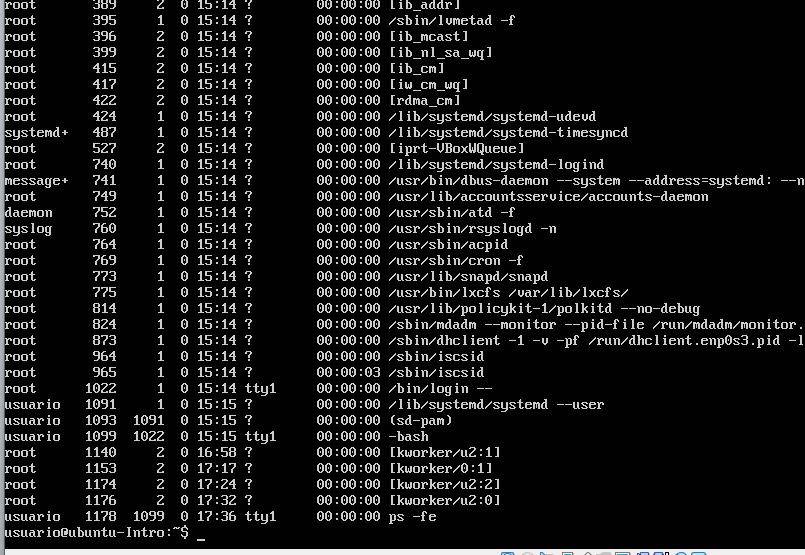 root 389 2 0 15:14 ? 00:00:00 [ib_addr]
root 395 1 0 15:14 ? 00:00:00 /sbin/lvmetad -f
root 396 2 0 15:14 ? 00:00:00 [ib_mcast]
root 399 2 0 15:14 ? 00:00:00 [ib_nl_sa_wq]
root 415 2 0 15:14 ? 00:00:00 [ib_cm]
root 417 2 0 15:14 ? 00:00:00 [iw_cm_wq]
root 422 2 0 15:14 ? 00:00:00 [rdma_cm]
root 424 1 0 15:14 ? 00:00:00 /lib/systemd/systemd-udevd
systemd+ 487 1 0 15:14 ? 00:00:00 /lib/systemd/systemd-timesyncd
root 527 2 0 15:14 ? 00:00:00 [iprt-VBoxWQueue]
root 740 1 0 15:14 ? 00:00:00 /lib/systemd/systemd-logind
message+ 741 1 0 15:14 ? 00:00:00 /usr/bin/dbus-daemon --system --address=systemd: --n
root 749 1 0 15:14 ? 00:00:00 /usr/lib/accountsservice/accounts-daemon
daemon 752 1 0 15:14 ? 00:00:00 /usr/sbin/atd -f
syslog 760 1 0 15:14 ? 00:00:00 /usr/sbin/rsyslogd -n
root 764 1 0 15:14 ? 00:00:00 /usr/sbin/acpid
root 769 1 0 15:14 ? 00:00:00 /usr/sbin/cron -f
root 773 1 0 15:14 ? 00:00:00 /usr/lib/snapd/snapd
root 775 1 0 15:14 ? 00:00:00 /usr/bin/lxcfs /var/lib/lxcfs/
root 814 1 0 15:14 ? 00:00:00 /usr/lib/policykit-1/polkitd --no-debug
root 824 1 0 15:14 ? 00:00:00 /sbin/mdadm --monitor --pid-file /run/mdadm/monitor.
root 873 1 0 15:14 ? 00:00:00 /sbin/dhclient -1 -v -pf /run/dhclient.enp0s3.pid -l
root 964 1 0 15:14 ? 00:00:00 /sbin/iscsid
root 965 1 0 15:14 ? 00:00:03 /sbin/iscsid
root 1022 1 0 15:14 tty1 00:00:00 /bin/login --
usuario 1091 1 0 15:15 ? 00:00:00 /lib/systemd/systemd --user
usuario 1093 1091 0 15:15 ? 00:00:00 (sd-pam)
usuario 1099 1022 0 15:15 tty1 00:00:00 -bash
root 1140 2 0 16:58 ? 00:00:00 [kworker/u2:1]
root 1153 2 0 17:17 ? 00:00:00 [kworker/0:1]
root 1174 2 0 17:24 ? 00:00:00 [kworker/u2:2]
root 1176 2 0 17:32 ? 00:00:00 [kworker/u2:0]
usuario 1178 1099 0 17:36 tty1 00:00:00 ps -fe
usuario@ubuntu-Intro:~$ _